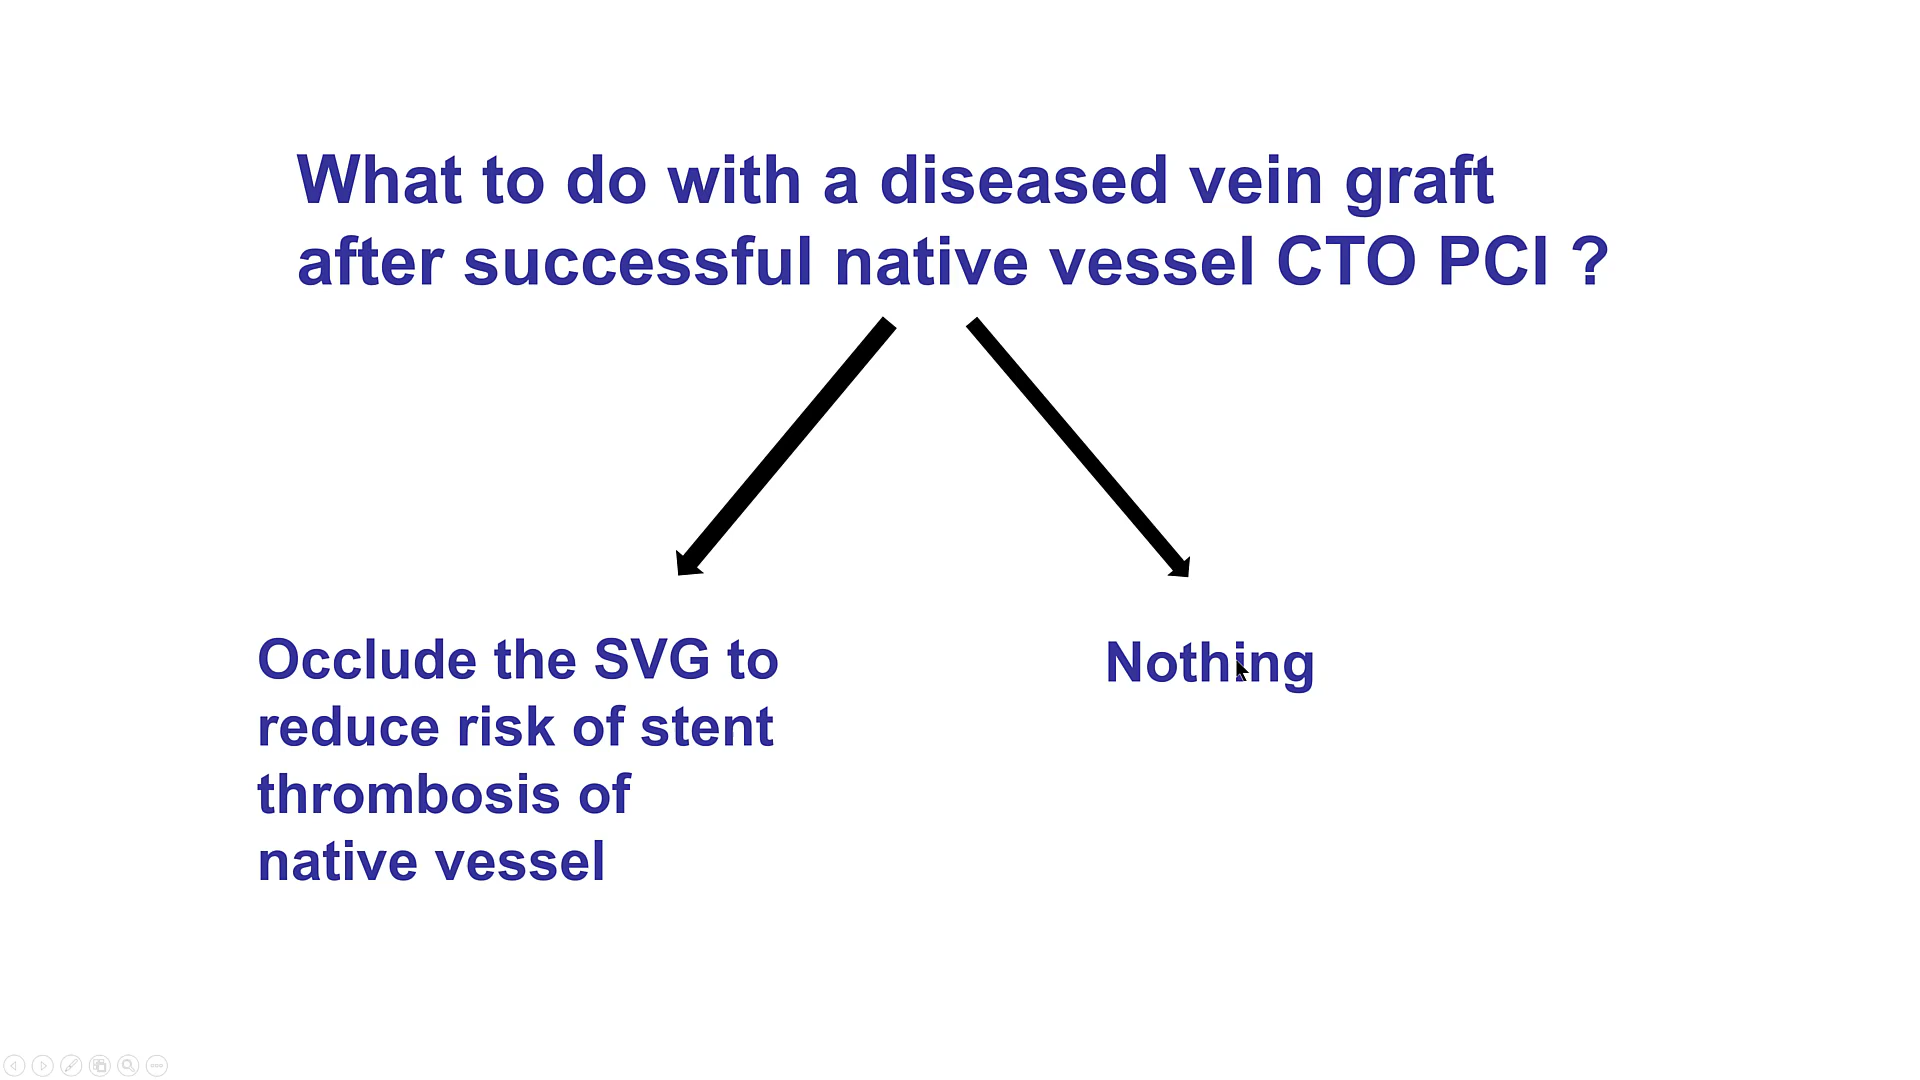 What to do with a diseased vein graft
after successful native vessel CTO PCI ?
Occlude the SVG to
reduce risk of stent
thrombosis of
native vessel
Nothing